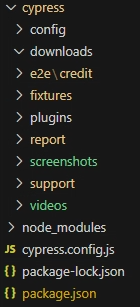 cypress
config
downloads
e2e\credit
fixtures
plugins
report
screenshots
support
videos
node_modules
JS cypress.config.js
{} package-lock.json
{} package.json